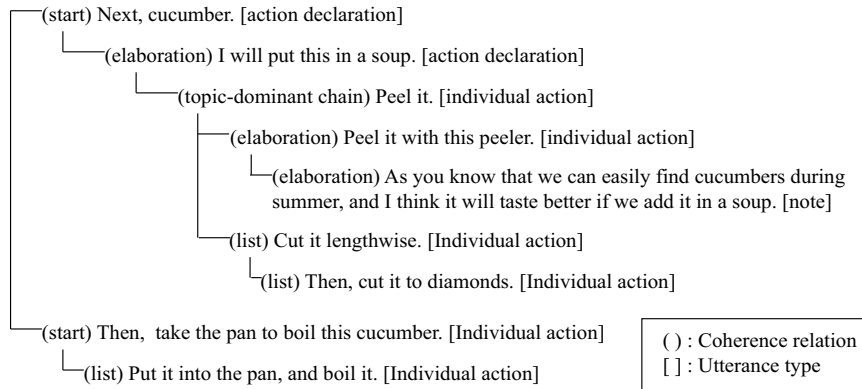 (start) Next, cucumber. [action declaration]
(elaboration) I will put this in a soup. [action declaration]
(topic-dominant chain) Peel it. [individual action]
(elaboration) Peel it with this peeler. [individual action]
(elaboration) As you know that we can easily find cucumbers during
summer, and I think it will taste better if we add it in a soup. [note]
(list) Cut it lengthwise. [Individual action]
(list) Then, cut it to diamonds. [Individual action]
(start) Then, take the pan to boil this cucumber. [Individual action]
(list) Put it into the pan, and boil it. [Individual action]
( ) : Coherence relation
[ ] : Utterance type